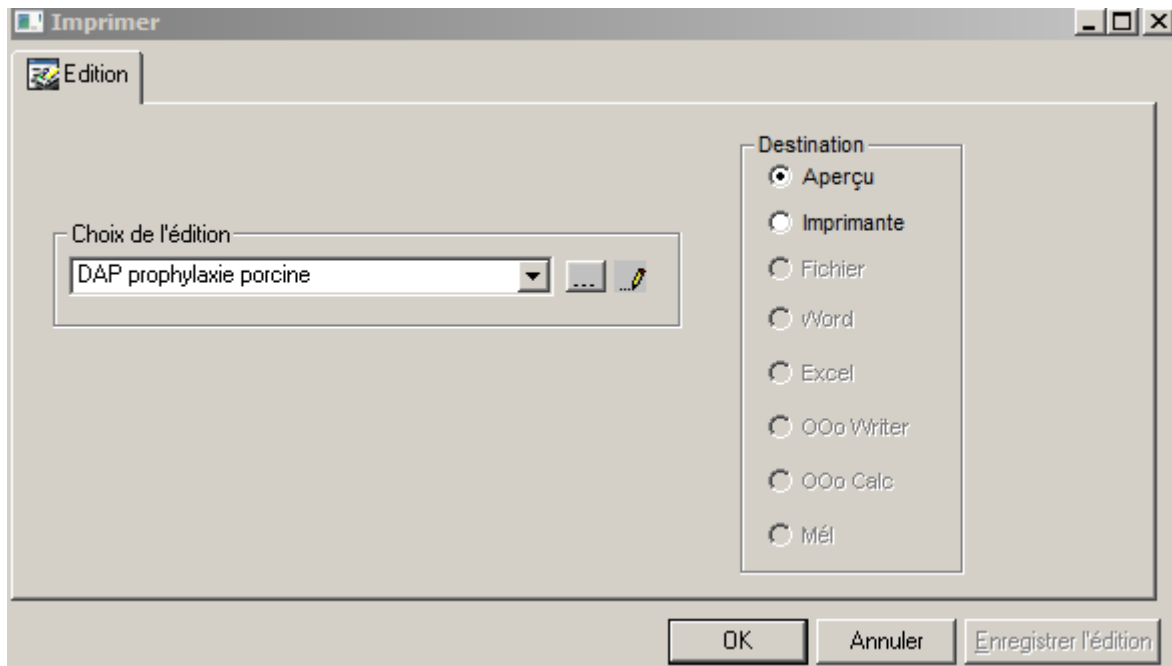 Imprimer
Edition
Choix de l'édition
DAP prophylaxie porcine
...
Destination
Aperçu
Imprimante
Fichier
Word
Excel
OOo Writer
OOo Calc
Mél
OK
Annuler
Enregistrer l'édition